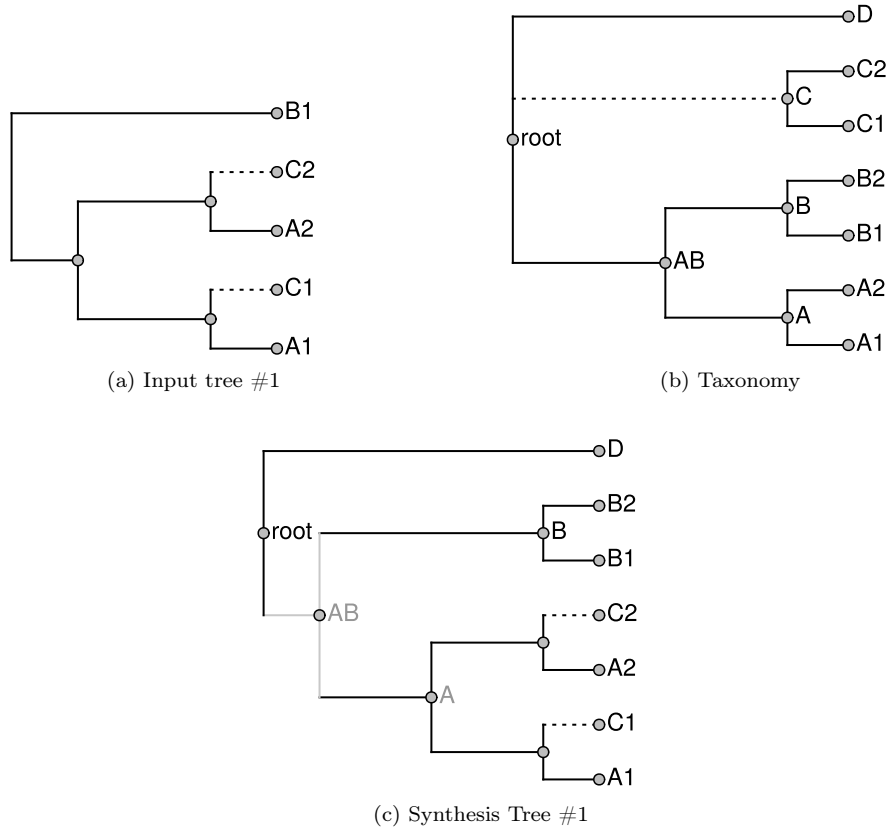 B1
C2
A2
C1
A1
(a) Input tree #1
D
C2
C
C1
root
B2
B
B1
AB
A2
A
A1
(b) Taxonomy
D
B2
root
B
B1
C2
AB
A2
A
C1
A1
(c) Synthesis Tree #1